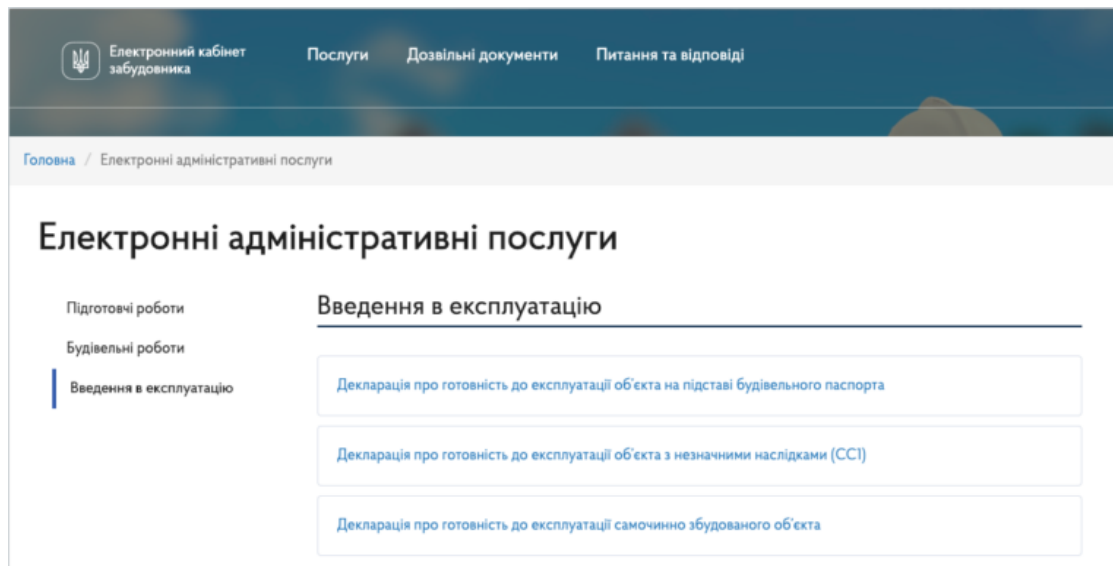 Електронний кабінет
забудовника
Послуги
Дозвільні документи
Питання та відповіді
Головна / Електронні адміністративні послуги
Електронні адміністративні послуги
Підготовчі роботи
Будівельні роботи
Введення в експлуатацію
Введення в експлуатацію
Декларація про готовність до експлуатації об'єкта на підставі будівельного паспорта
Декларація про готовність до експлуатації об'єкта з незначними наслідками (СС1)
Декларація про готовність до експлуатації самочинно збудованого об'єкта